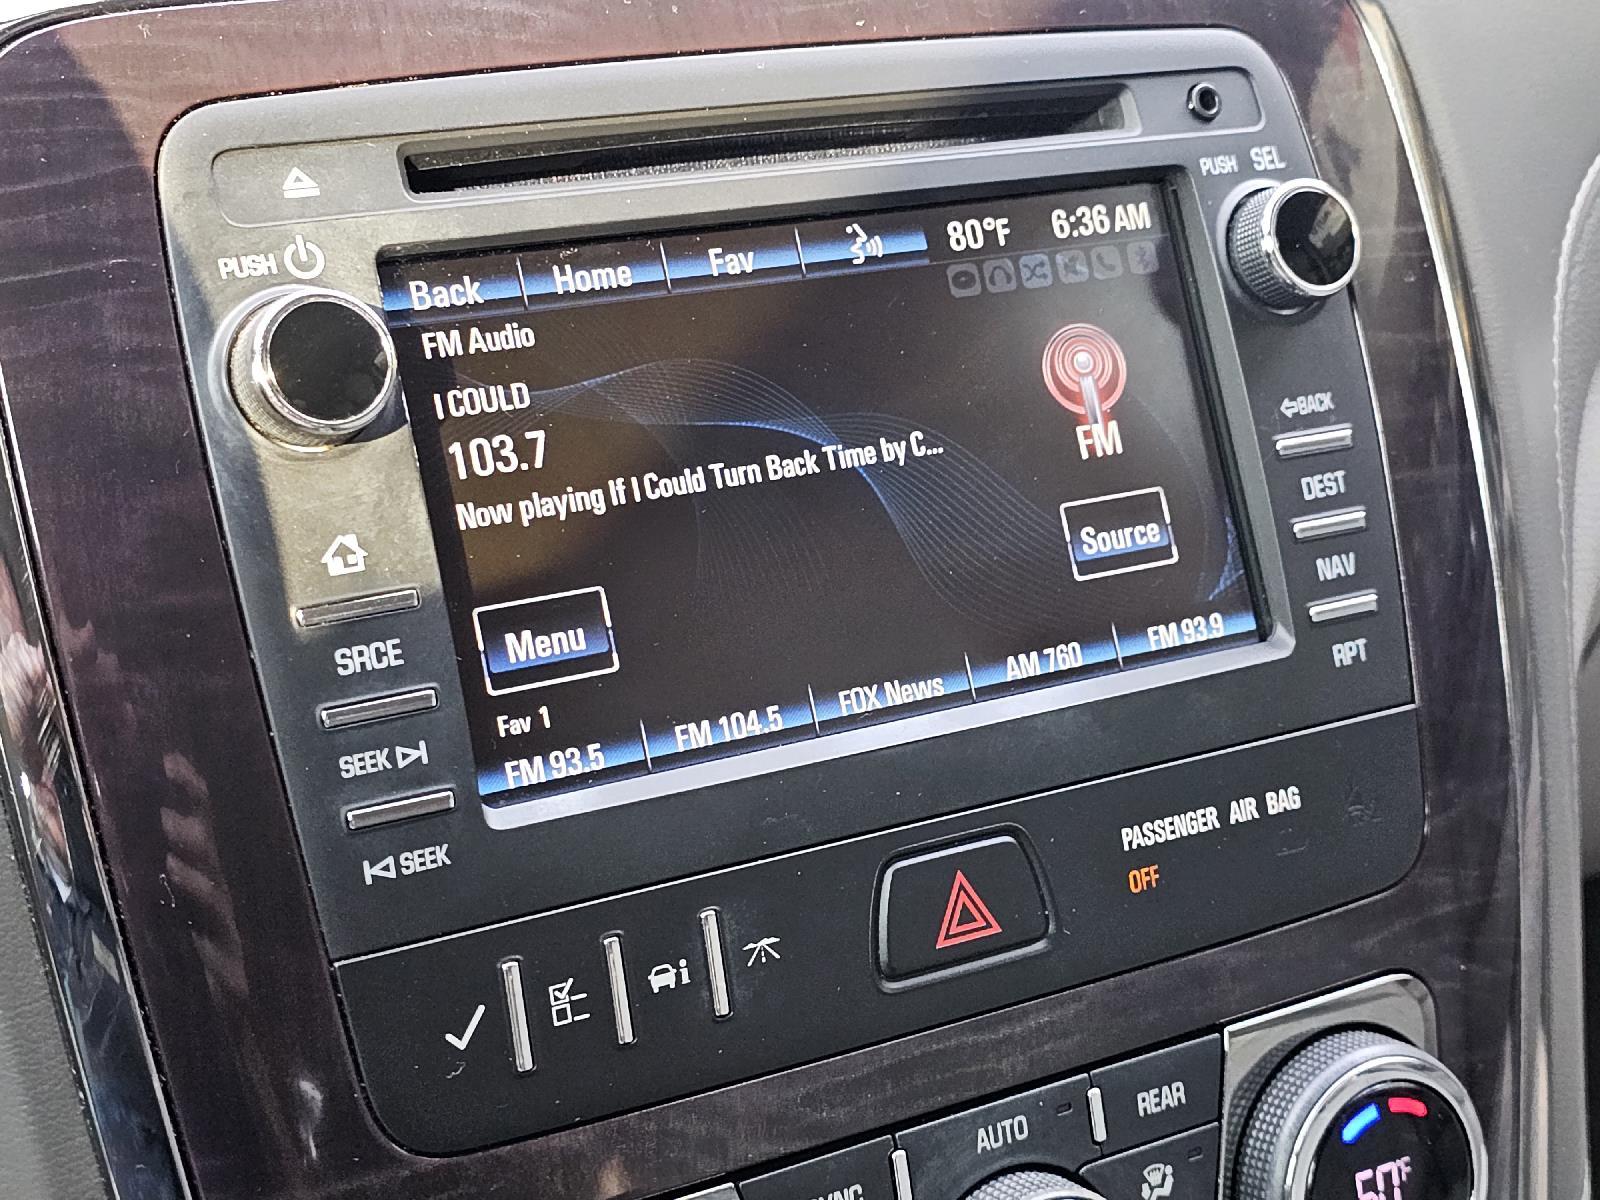 PUSH SEL
PUSH
Back Home Fav 80°F 6:36 AM
FM Audio
I COULD
103.7
Now playing If I Could Turn Back Time by C...
FM
Source
Menu
Fav 1
FM 93.5 FM 104.5 FOX News AM 760 FM 93.9
BACK
DEST
NAV
RPT
SRCE
SEEK
SEEK
PASSENGER AIR BAG
OFF
AUTO
REAR